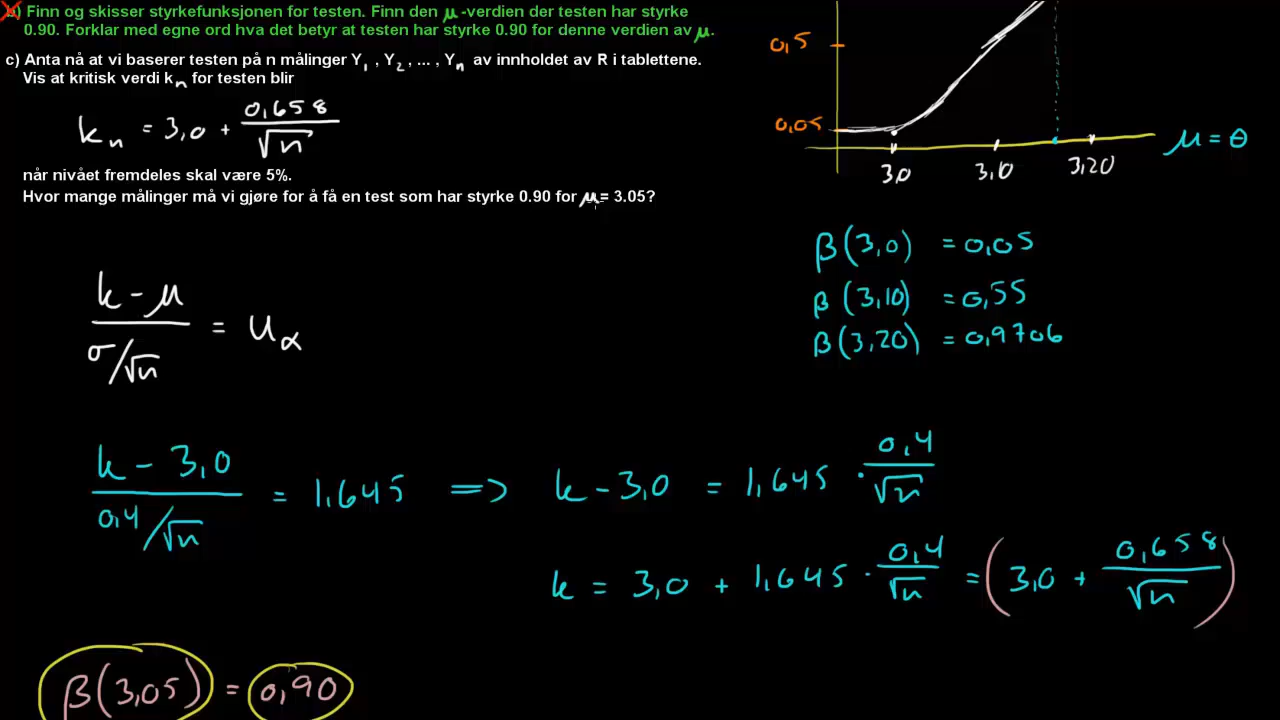 b) Finn og skisser styrkefunksjonen for testen. Finn den μ -verdien der testen har styrke
0.90. Forklar med egne ord hva det betyr at testen har styrke 0.90 for denne verdien av μ.
c) Anta nå at vi baserer testen på n målinger Y₁ , Y₂ , ... , Yₙ av innholdet av R i tablettene.
Vis at kritisk verdi kₙ for testen blir
kₙ = 3,0 + 0,658/√n
når nivået fremdeles skal være 5%.
Hvor mange målinger må vi gjøre for å få en test som har styrke 0.90 for μ = 3.05?
0,5
0,05
3,0 3,10 3,20
μ = θ
β(3,0) = 0,05
β(3,10) = 0,55
β(3,20) = 0,9706
(k - μ)/(σ/√n) = u_α
(k - 3,0)/(0,4/√n) = 1,645 => k - 3,0 = 1,645 · 0,4/√n
k = 3,0 + 1,645 · 0,4/√n = (3,0 + 0,658/√n)
β(3,05) = 0,90